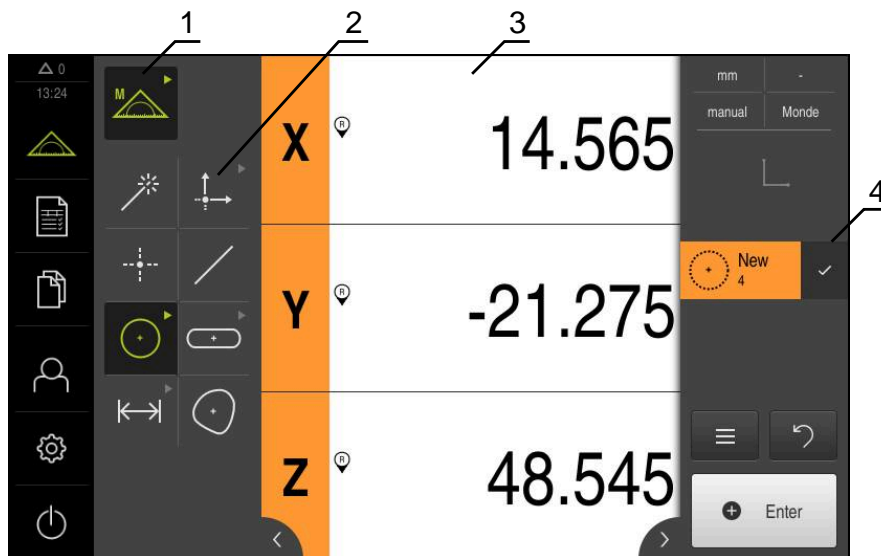 1 2 3
0
13:24
M
X R 14.565
mm -
manual Monde
4
New
4
Y R -21.275
Z R 48.545
Enter